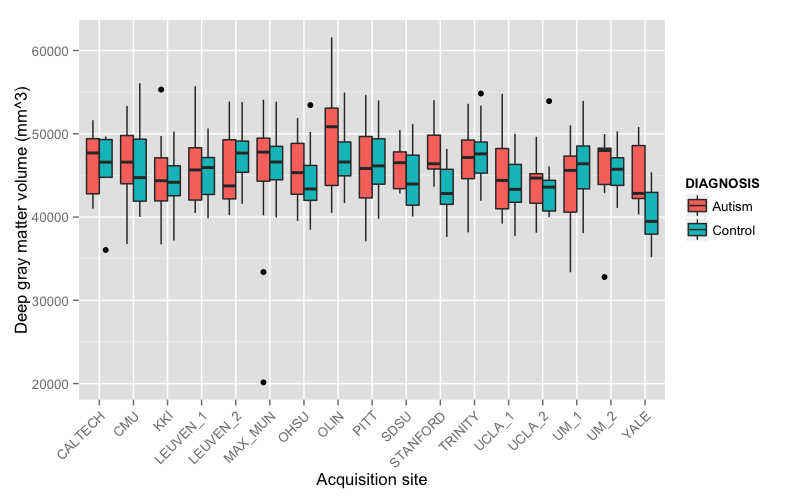 Deep gray matter volume (mm^3)
60000
50000
40000
30000
20000
CALTECH
CMU
KKI
LEUVEN_1
LEUVEN_2
MAX_MUN
OHSU
OLIN
PITT
SDSU
STANFORD
TRINITY
UCLA_1
UCLA_2
UM_1
UM_2
YALE
Acquisition site
DIAGNOSIS
Autism
Control